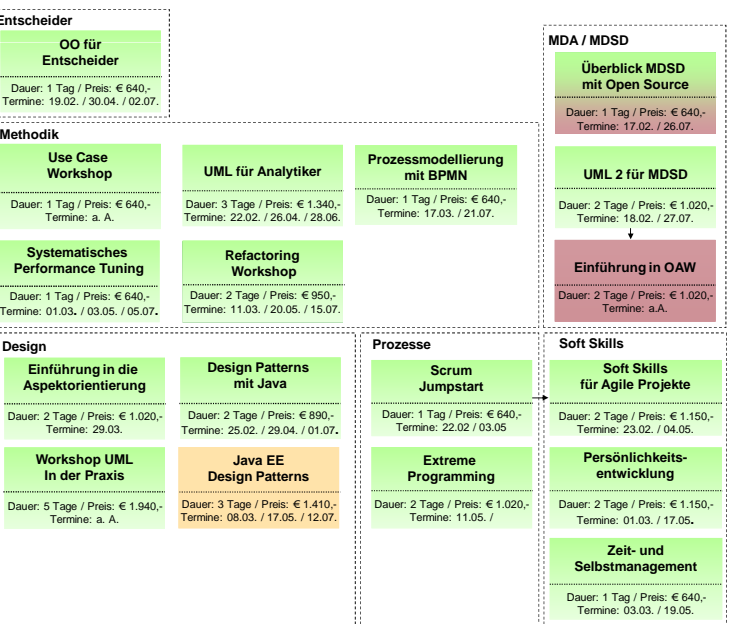 Entscheider
OO für
Entscheider
Dauer: 1 Tag / Preis: € 640,-
Termine: 19.02. / 30.04. / 02.07.
MDA / MDSD
Überblick MDSD
mit Open Source
Dauer: 1 Tag / Preis: € 640,-
Termine: 17.02. / 26.07.
UML 2 für MDSD
Dauer: 2 Tage / Preis: € 1.020,-
Termine: 18.02. / 27.07.
Einführung in OAW
Dauer: 2 Tage / Preis: € 1.020,-
Termine: a.A.
Methodik
Use Case
Workshop
Dauer: 1 Tag / Preis: € 640,-
Termine: a. A.
UML für Analytiker
Dauer: 3 Tage / Preis: € 1.340,-
Termine: 22.02. / 26.04. / 28.06.
Prozessmodellierung
mit BPMN
Dauer: 1 Tag / Preis: € 640,-
Termine: 17.03. / 21.07.
Systematisches
Performance Tuning
Dauer: 1 Tag / Preis: € 640,-
Termine: 01.03. / 03.05. / 05.07.
Refactoring
Workshop
Dauer: 2 Tage / Preis: € 950,-
Termine: 11.03. / 20.05. / 15.07.
Design
Einführung in die
Aspektorientierung
Dauer: 2 Tage / Preis: € 1.020,-
Termine: 29.03.
Design Patterns
mit Java
Dauer: 2 Tage / Preis: € 890,-
Termine: 25.02. / 29.04. / 01.07.
Workshop UML
In der Praxis
Dauer: 5 Tage / Preis: € 1.940,-
Termine: a. A.
Java EE
Design Patterns
Dauer: 3 Tage / Preis: € 1.410,-
Termine: 08.03. / 17.05. / 12.07.
Prozesse
Scrum
Jumpstart
Dauer: 1 Tag / Preis: € 640,-
Termine: 22.02 / 03.05
Extreme
Programming
Dauer: 2 Tage / Preis: € 1.020,-
Termine: 11.05. /
Soft Skills
Soft Skills
für Agile Projekte
Dauer: 2 Tage / Preis: € 1.150,-
Termine: 23.02. / 04.05.
Persönlichkeits-
entwicklung
Dauer: 2 Tage / Preis: € 1.150,-
Termine: 01.03. / 17.05.
Zeit- und
Selbstmanagement
Dauer: 1 Tag / Preis: € 640,-
Termine: 03.03. / 19.05.